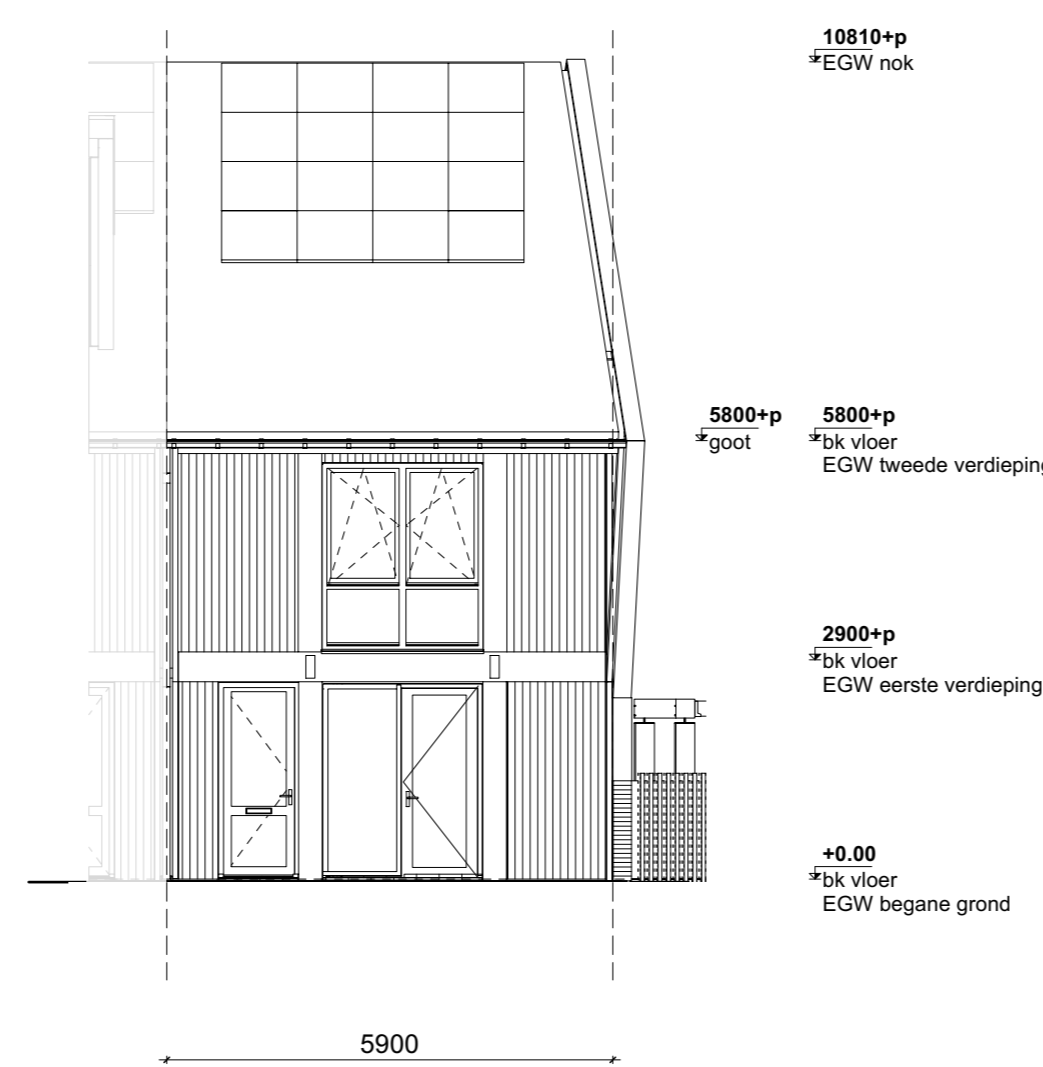 10810+p
EGW nok
5800+p
goot
5800+p
bk vloer
EGW tweede verdieping
2900+p
bk vloer
EGW eerste verdieping
+0.00
bk vloer
EGW begane grond
5900